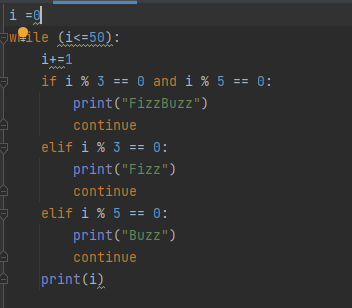 i =0
while (i<=50):
    i+=1
    if i % 3 == 0 and i % 5 == 0:
        print("FizzBuzz")
        continue
    elif i % 3 == 0:
        print("Fizz")
        continue
    elif i % 5 == 0:
        print("Buzz")
        continue
    print(i)